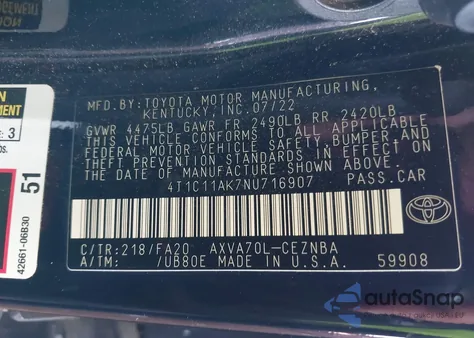 MFD. BY: TOYOTA MOTOR MANUFACTURING,
KENTUCKY, INC. 07/22
GVWR 4475LB GAWR FR 2490LB RR 2420LB
THIS VEHICLE CONFORMS TO ALL APPLICABLE
FEDERAL MOTOR VEHICLE SAFETY, BUMPER AND
THEFT PREVENTION STANDARDS IN EFFECT ON
THE DATE OF MANUFACTURE SHOWN ABOVE.
4T1C11AK7NU716907 PASS.CAR
C/TR:218/FA20 AXVA70L-CEZNBA
A/TM: /UB80E MADE IN U.S.A. 59908
TOYOTA
EMENT
3
51
42661-06B30
autoSnap